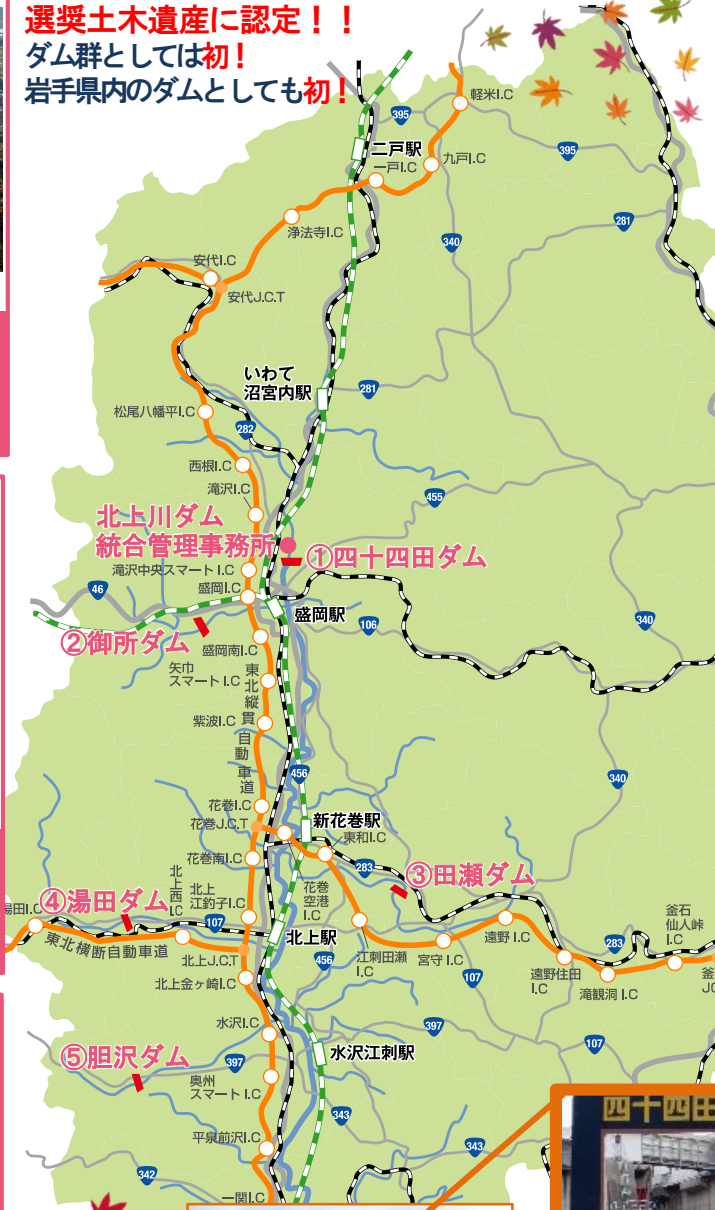 選奨土木遺産に認定！！
ダム群としては初！
岩手県内のダムとしても初！
軽米I.C
395
二戸駅
395
一戸I.C
九戸I.C
281
浄法寺I.C
340
安代I.C
安代J.C.T
いわて
沼宮内駅
281
松尾八幡平I.C
282
西根I.C
滝沢I.C
455
北上川ダム
統合管理事務所
①四十四田ダム
滝沢中央スマート I.C
46
盛岡I.C
盛岡駅
340
106
②御所ダム
盛岡南I.C
矢巾
スマート I.C
東北縦貫自動車道
紫波I.C
456
340
花巻I.C
新花巻駅
花巻J.C.T
東和I.C
花巻南I.C
283
③田瀬ダム
花巻
空港
I.C
北上西I.C
北上
江釣子I.C
④湯田ダム
湯田I.C
107
東北横断自動車道
北上駅
北上J.C.T
456
江刺田瀬
I.C
宮守 I.C
遠野 I.C
283
釜石
仙人峠
I.C
107
遠野住田
I.C
滝観洞 I.C
釜
JC
北上金ヶ崎I.C
水沢I.C
397
107
⑤胆沢ダム
397
水沢江刺駅
奥州
スマート I.C
343
平泉前沢I.C
343
342
一関I.C
四十四田